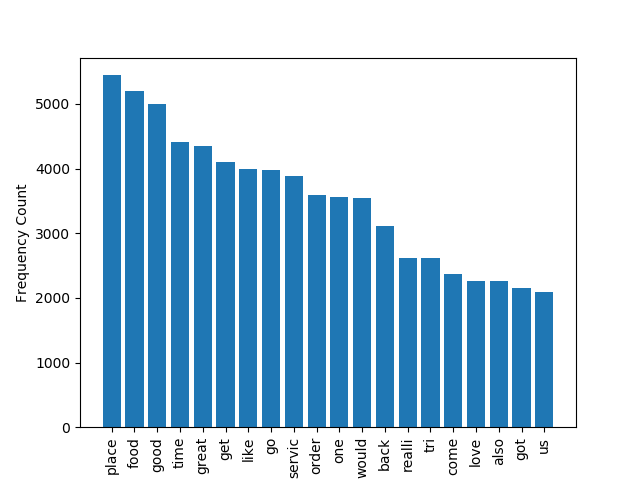 Frequency Count
5000
4000
3000
2000
1000
0
place
food
good
time
great
get
like
go
servic
order
one
would
back
realli
tri
come
love
also
got
us